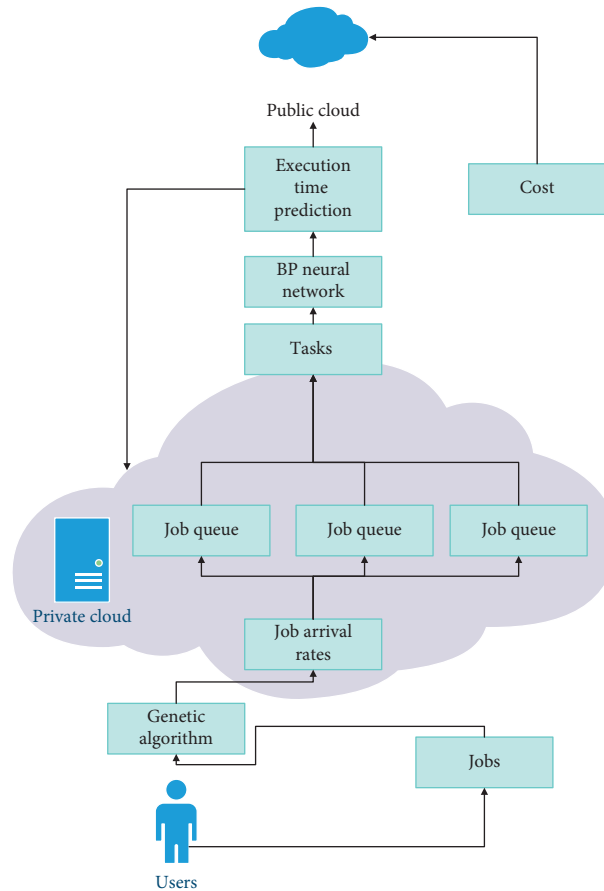 Public cloud
Execution
time
prediction
Cost
BP neural
network
Tasks
Job queue
Job queue
Job queue
Private cloud
Job arrival
rates
Genetic
algorithm
Jobs
Users